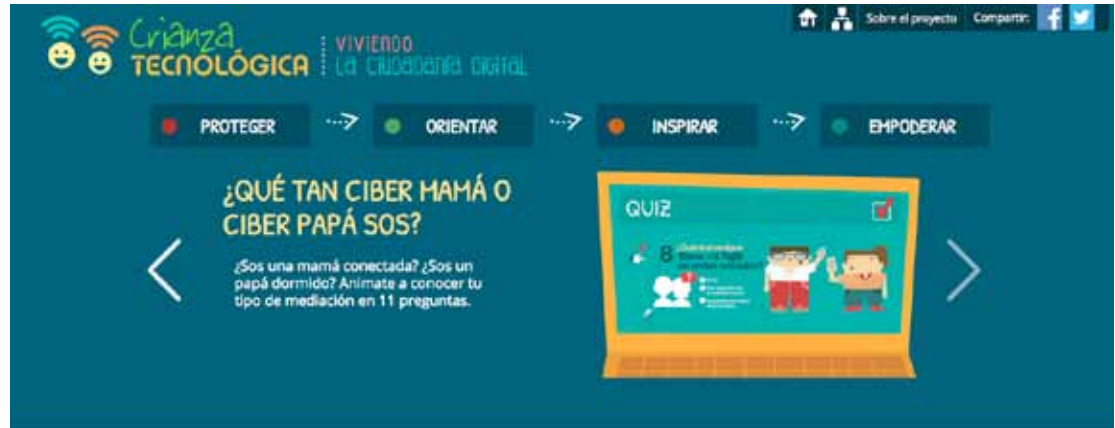 Sobre el proyecto Compartir:
Crianza
TECNOLÓGICA
VIVIENDO
La CIUDADANÍA DIGITAL
PROTEGER
ORIENTAR
INSPIRAR
EMPODERAR
¿QUÉ TAN CIBER MAMÁ O
CIBER PAPÁ SOS?
¿Sos una mamá conectada? ¿Sos un
papá dormido? Animate a conocer tu
tipo de mediación en 11 preguntas.
QUIZ
8